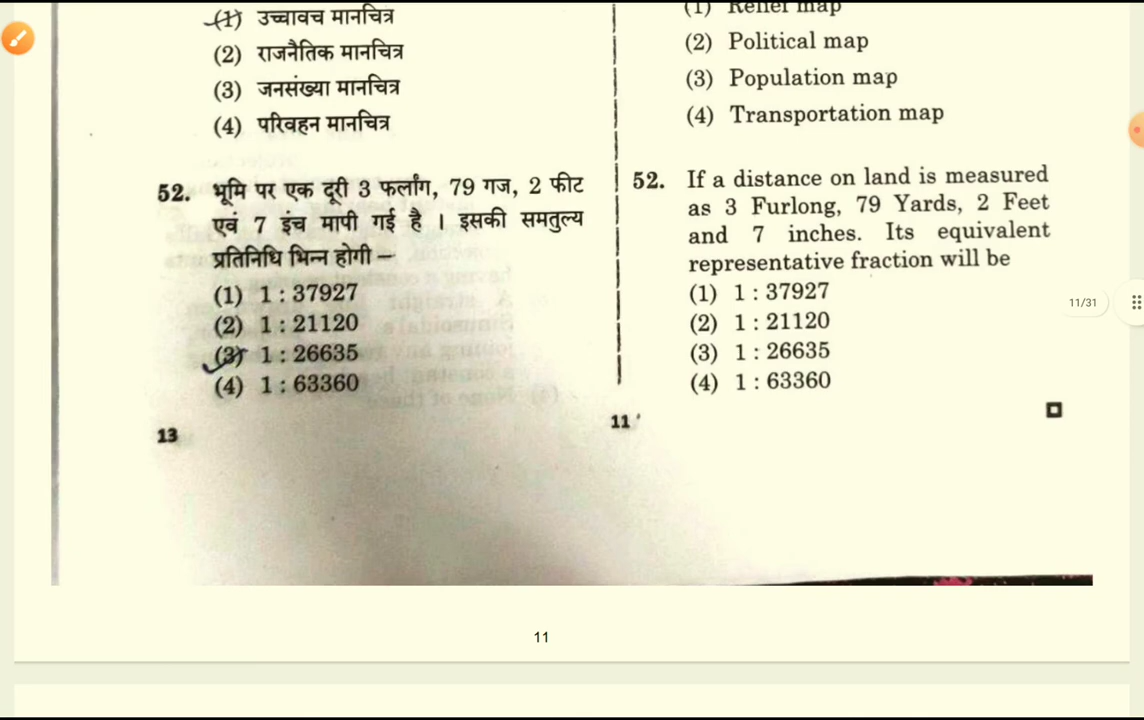 (1) उच्चावच मानचित्र
(2) राजनैतिक मानचित्र
(3) जनसंख्या मानचित्र
(4) परिवहन मानचित्र
52. भूमि पर एक दूरी 3 फर्लांग, 79 गज, 2 फीट
एवं 7 इंच मापी गई है । इसकी समतुल्य
प्रतिनिधि भिन्न होगी –
(1) 1 : 37927
(2) 1 : 21120
(3) 1 : 26635
(4) 1 : 63360
13
(1) Relief map
(2) Political map
(3) Population map
(4) Transportation map
52. If a distance on land is measured
as 3 Furlong, 79 Yards, 2 Feet
and 7 inches. Its equivalent
representative fraction will be
(1) 1 : 37927
(2) 1 : 21120
(3) 1 : 26635
(4) 1 : 63360
11
11/31
11